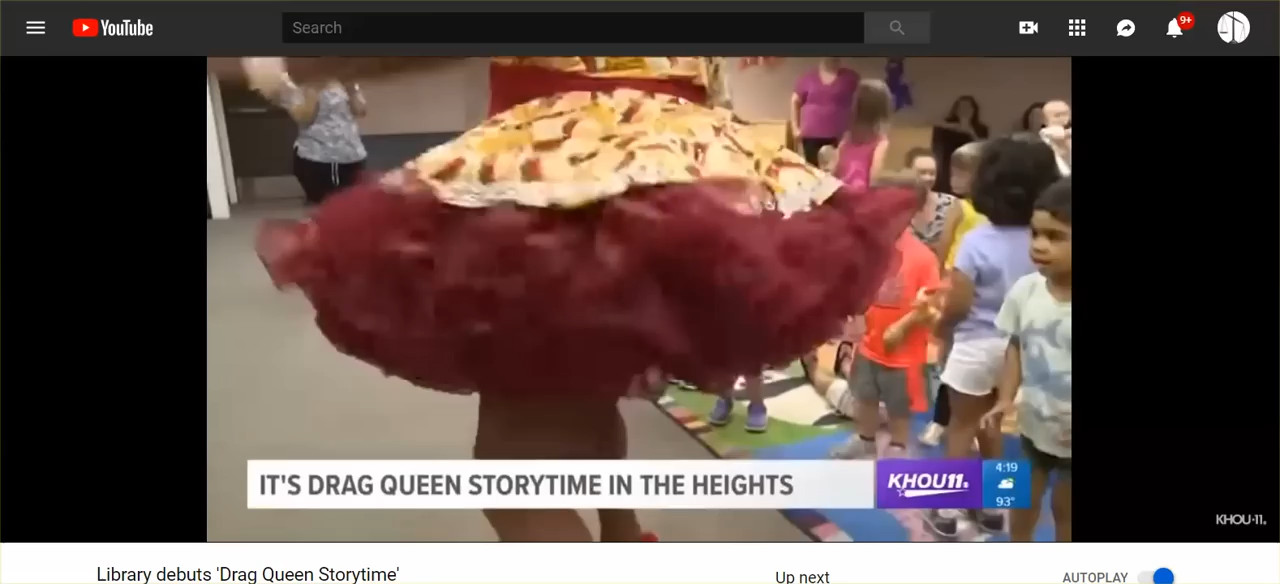 YouTube
Search
9+
IT'S DRAG QUEEN STORYTIME IN THE HEIGHTS
KHOU11.
4:19
93°
KHOU·11.
Library debuts 'Drag Queen Storytime'
Up next
AUTOPLAY